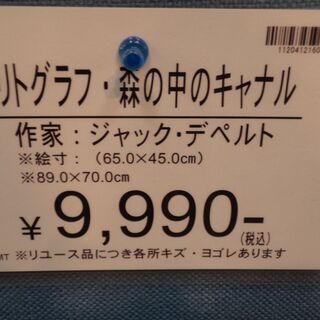 1120412160
リトグラフ・森の中のキャナル
作家：ジャック・デペルト
※絵寸：（65.0×45.0㎝）
※89.0×70.0㎝
¥9,990-
（税込）
MT ※リユース品につき各所キズ・ヨゴレあります